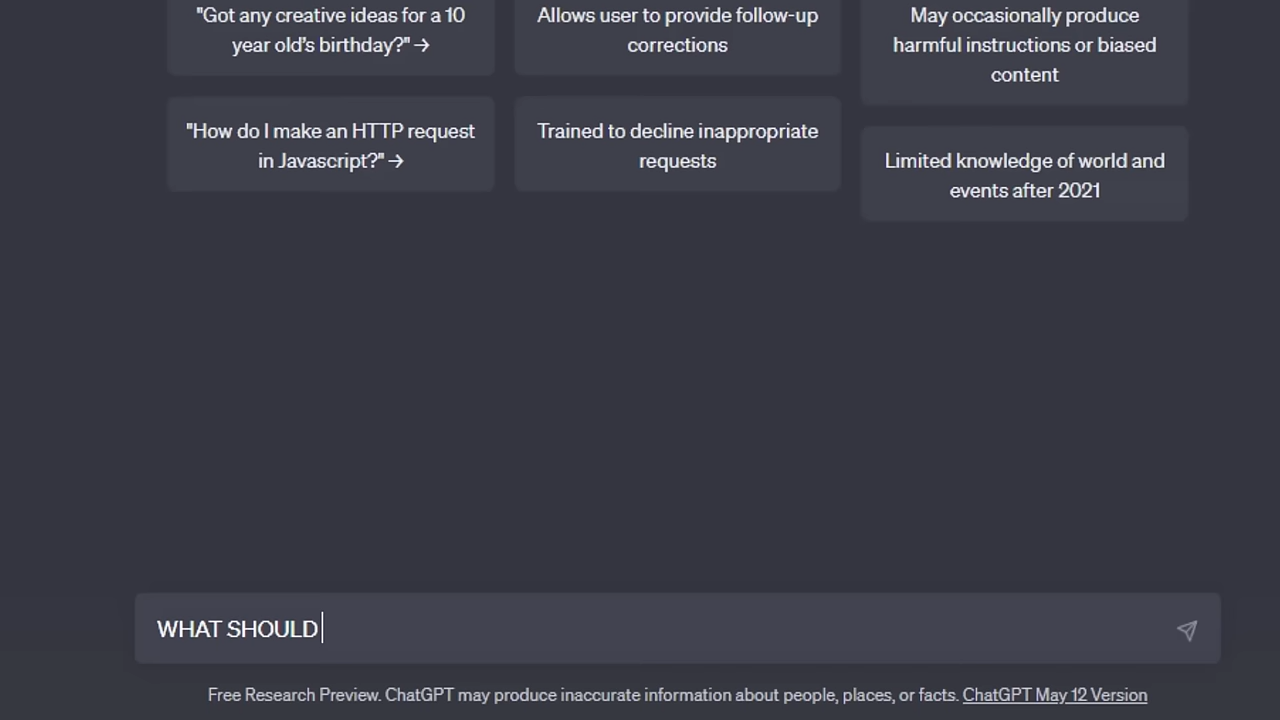 "Got any creative ideas for a 10
year old's birthday?" →
Allows user to provide follow-up
corrections
May occasionally produce
harmful instructions or biased
content
"How do I make an HTTP request
in Javascript?" →
Trained to decline inappropriate
requests
Limited knowledge of world and
events after 2021
WHAT SHOULD
Free Research Preview. ChatGPT may produce inaccurate information about people, places, or facts. ChatGPT May 12 Version